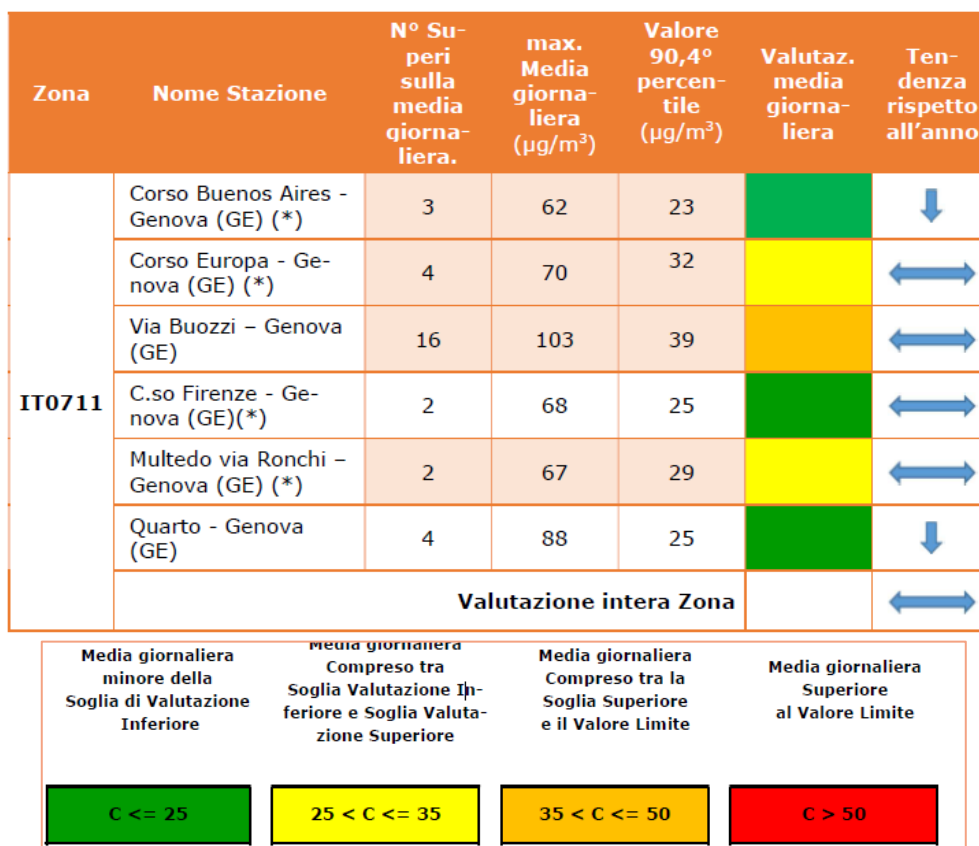 Zona
Nome Stazione
N° Su-
peri
sulla
media
giorna-
liera.
max.
Media
giorna-
liera
(µg/m³)
Valore
90,4°
percen-
tile
(µg/m³)
Valutaz.
media
giorna-
liera
Ten-
denza
rispetto
all'anno
IT0711
Corso Buenos Aires -
Genova (GE) (*)
3
62
23
Corso Europa - Ge-
nova (GE) (*)
4
70
32
Via Buozzi – Genova
(GE)
16
103
39
C.so Firenze - Ge-
nova (GE)(*)
2
68
25
Multedo via Ronchi –
Genova (GE) (*)
2
67
29
Quarto - Genova
(GE)
4
88
25
Valutazione intera Zona
Media giornaliera
minore della
Soglia di Valutazione
Inferiore
Media giornaliera
Compreso tra
Soglia Valutazione In-
feriore e Soglia Valuta-
zione Superiore
Media giornaliera
Compreso tra la
Soglia Superiore
e il Valore Limite
Media giornaliera
Superiore
al Valore Limite
C <= 25
25 < C <= 35
35 < C <= 50
C > 50